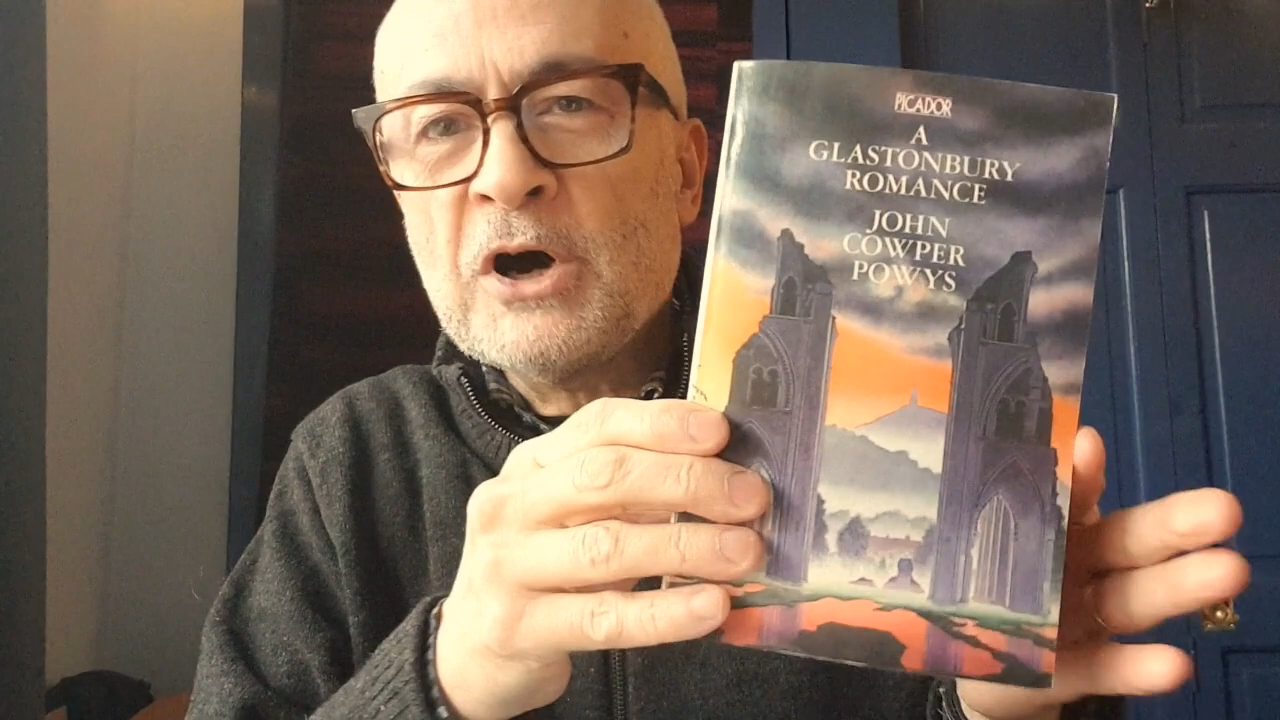 PICADOR
A
GLASTONBURY
ROMANCE
JOHN
COWPER
POWYS